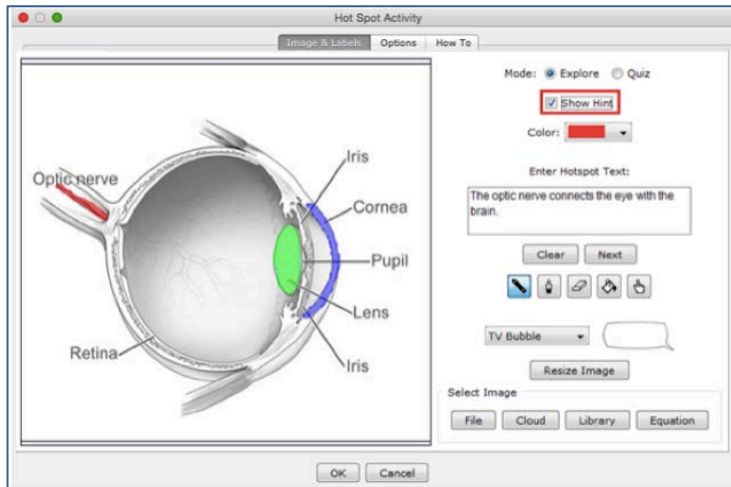 Hot Spot Activity
Image & Labels Options How To
Optic nerve
Iris
Cornea
Pupil
Lens
Retina
Iris
Mode: Explore Quiz
Show Hint
Color:
Enter Hotspot Text:
The optic nerve connects the eye with the
brain.
Clear Next
TV Bubble
Resize Image
Select Image
File Cloud Library Equation
OK Cancel